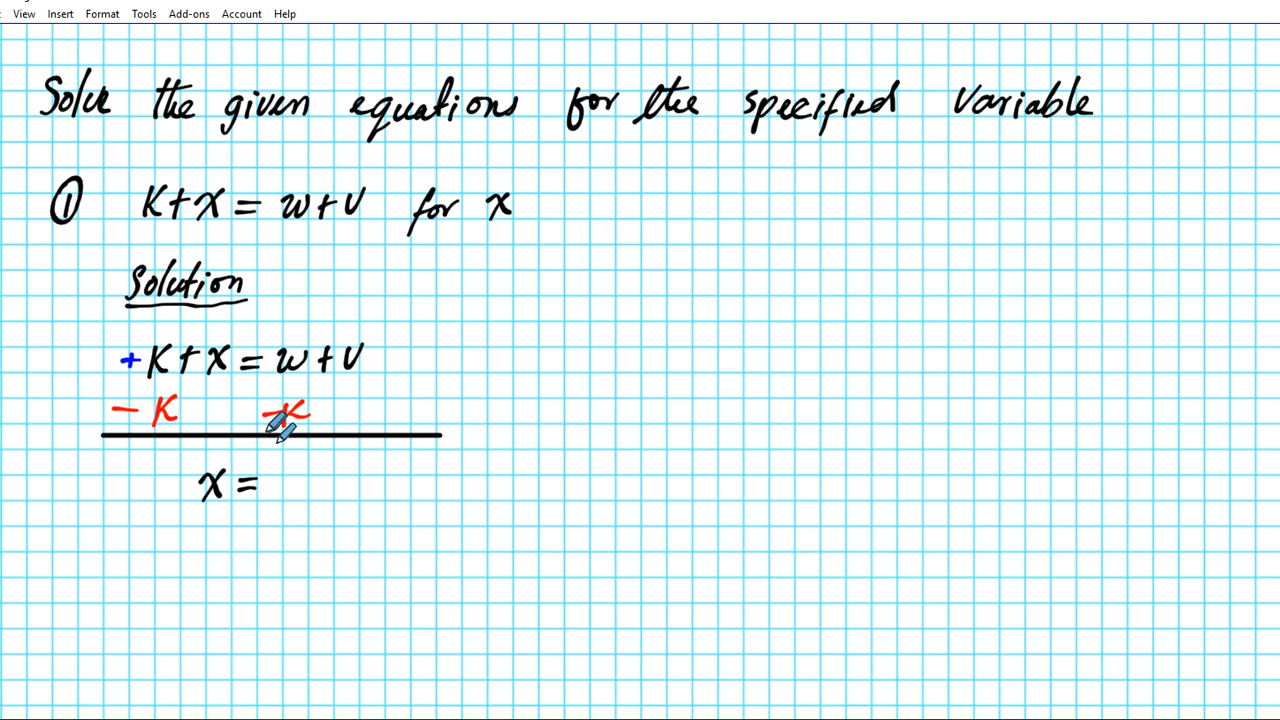 View Insert Format Tools Add-ons Account Help
Solve the given equations for the specified variable
① K+X = w+V for x
Solution
+K+X = w+V
-K -K
x =